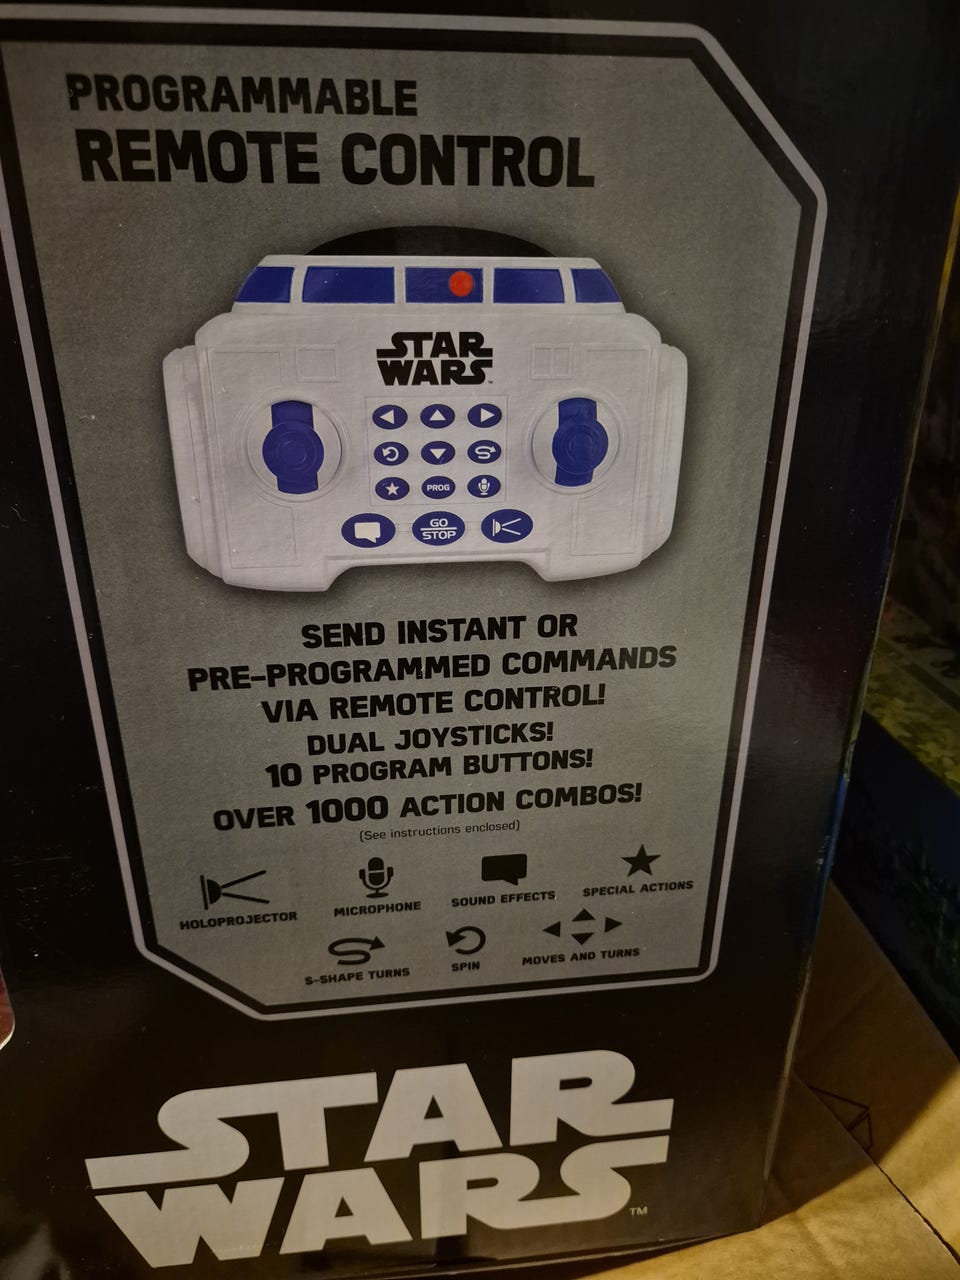 PROGRAMMABLE
REMOTE CONTROL
STAR
WARS
TM
PROG
GO
STOP
SEND INSTANT OR
PRE-PROGRAMMED COMMANDS
VIA REMOTE CONTROL!
DUAL JOYSTICKS!
10 PROGRAM BUTTONS!
OVER 1000 ACTION COMBOS!
(See instructions enclosed)
HOLOPROJECTOR
MICROPHONE
SOUND EFFECTS
SPECIAL ACTIONS
S-SHAPE TURNS
SPIN
MOVES AND TURNS
STAR
WARS
TM